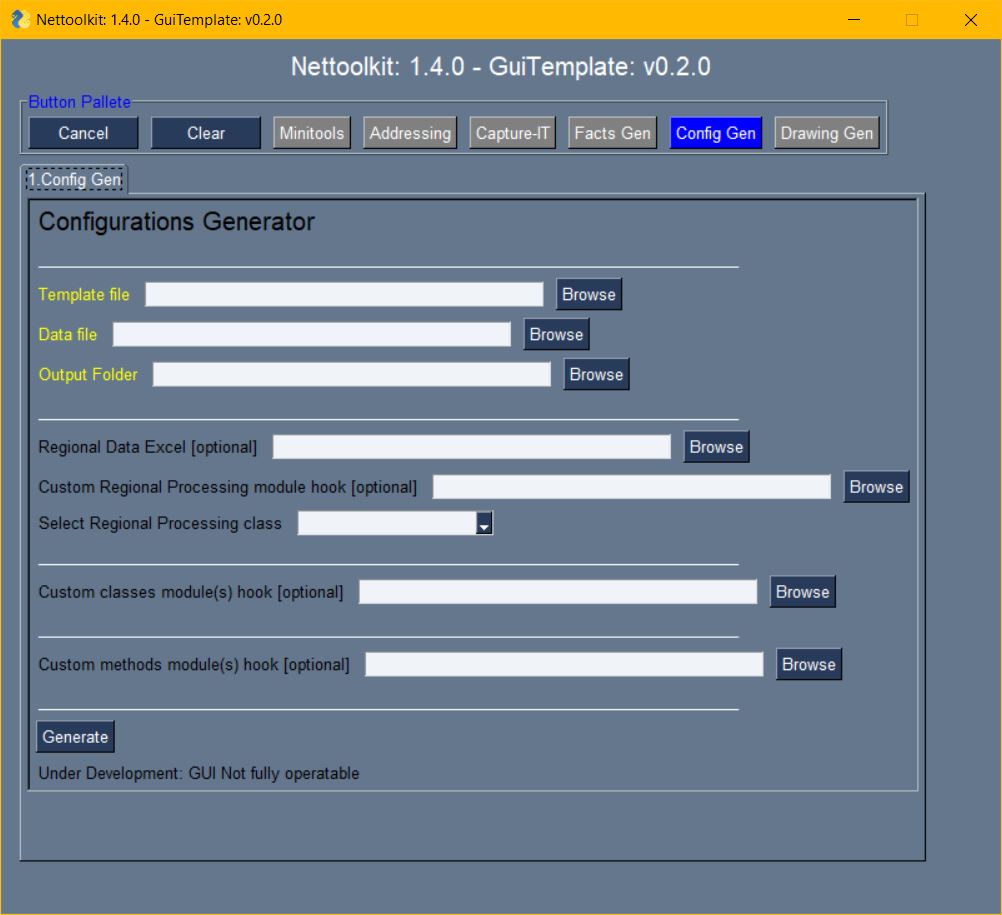 Nettoolkit: 1.4.0 - GuiTemplate: v0.2.0
Nettoolkit: 1.4.0 - GuiTemplate: v0.2.0
Button Pallete
Cancel Clear Minitools Addressing Capture-IT Facts Gen Config Gen Drawing Gen
1.Config Gen
Configurations Generator
Template file Browse
Data file Browse
Output Folder Browse
Regional Data Excel [optional] Browse
Custom Regional Processing module hook [optional] Browse
Select Regional Processing class
Custom classes module(s) hook [optional] Browse
Custom methods module(s) hook [optional] Browse
Generate
Under Development: GUI Not fully operatable